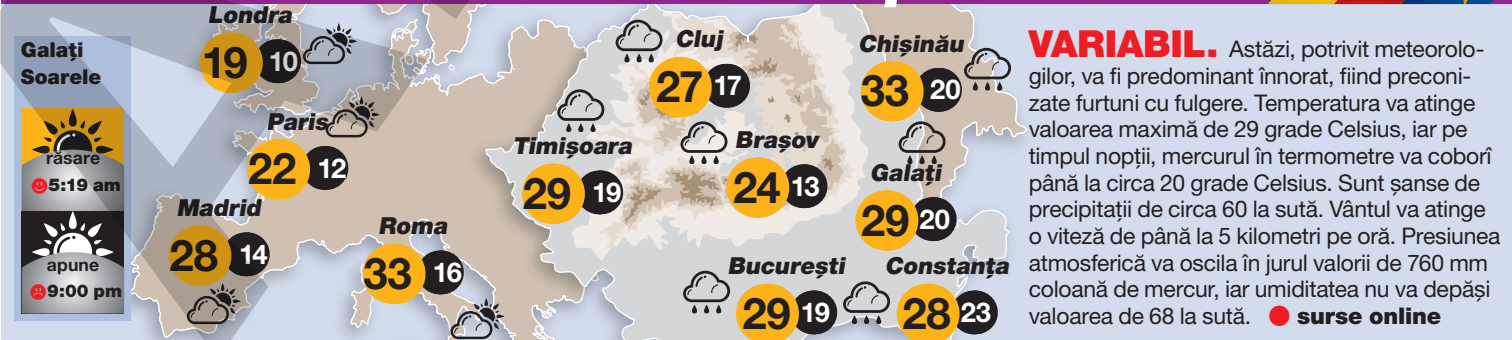 Galați
Soarele
răsare
5:19 am
apune
9:00 pm
Londra
19 10
Paris
22 12
Madrid
28 14
Roma
33 16
Cluj
27 17
Timișoara
29 19
Brașov
24 13
Chișinău
33 20
Galați
29 20
București
29 19
Constanța
28 23
VARIABIL. Astăzi, potrivit meteorolo-
gilor, va fi predominant înnorat, fiind preconi-
zate furtuni cu fulgere. Temperatura va atinge
valoarea maximă de 29 grade Celsius, iar pe
timpul nopții, mercurul în termometre va coborî
până la circa 20 grade Celsius. Sunt șanse de
precipitații de circa 60 la sută. Vântul va atinge
o viteză de până la 5 kilometri pe oră. Presiunea
atmosferică va oscila în jurul valorii de 760 mm
coloană de mercur, iar umiditatea nu va depăși
valoarea de 68 la sută. surse online